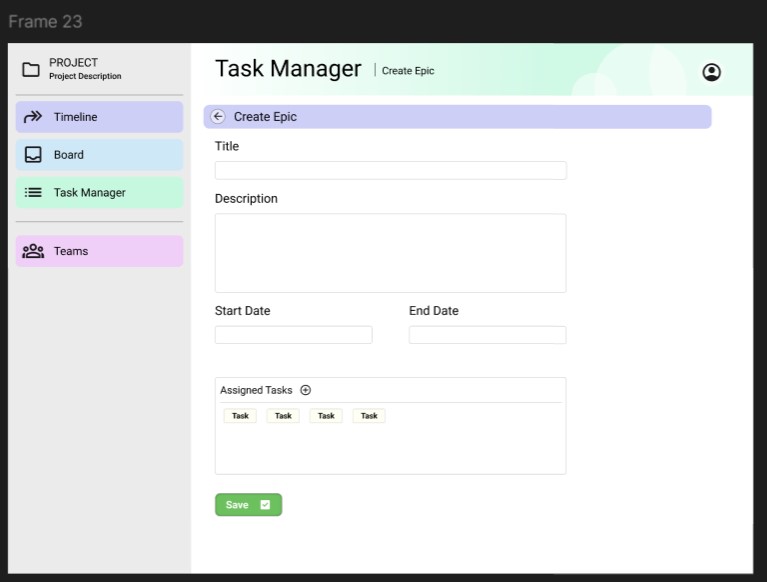 Frame 23
PROJECT
Project Description
Timeline
Board
Task Manager
Teams
Task Manager | Create Epic
Create Epic
Title
Description
Start Date
End Date
Assigned Tasks
Task
Task
Task
Task
Save